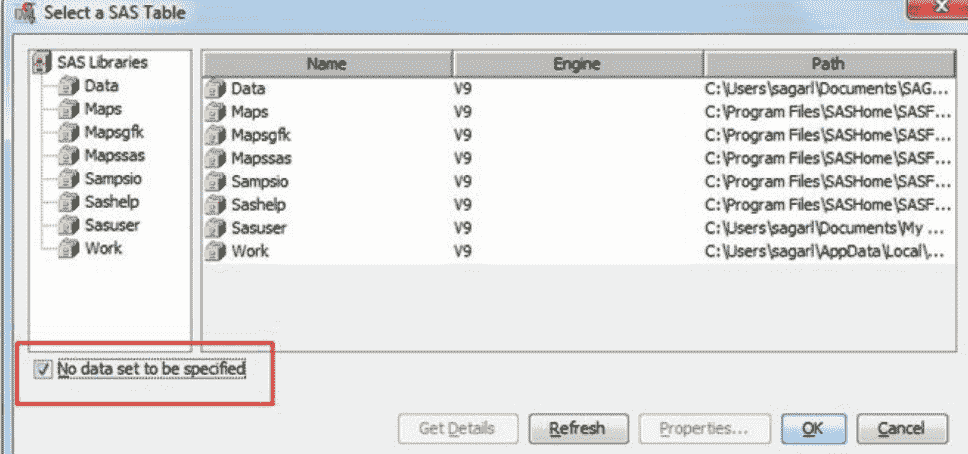 Select a SAS Table
SAS Libraries
Data
Maps
Mapsgfk
Mapssas
Sampsio
Sashelp
Sasuser
Work
Name Engine Path
Data V9 C:\Users\sagarl\Documents\SAG...
Maps V9 C:\Program Files\SASHome\SASF...
Mapsgfk V9 C:\Program Files\SASHome\SASF...
Mapssas V9 C:\Program Files\SASHome\SASF...
Sampsio V9 C:\Program Files\SASHome\SASF...
Sashelp V9 C:\Program Files\SASHome\SASF...
Sasuser V9 C:\Users\sagarl\Documents\My ...
Work V9 C:\Users\sagarl\AppData\Local\...
No data set to be specified
Get Details Refresh Properties... OK Cancel